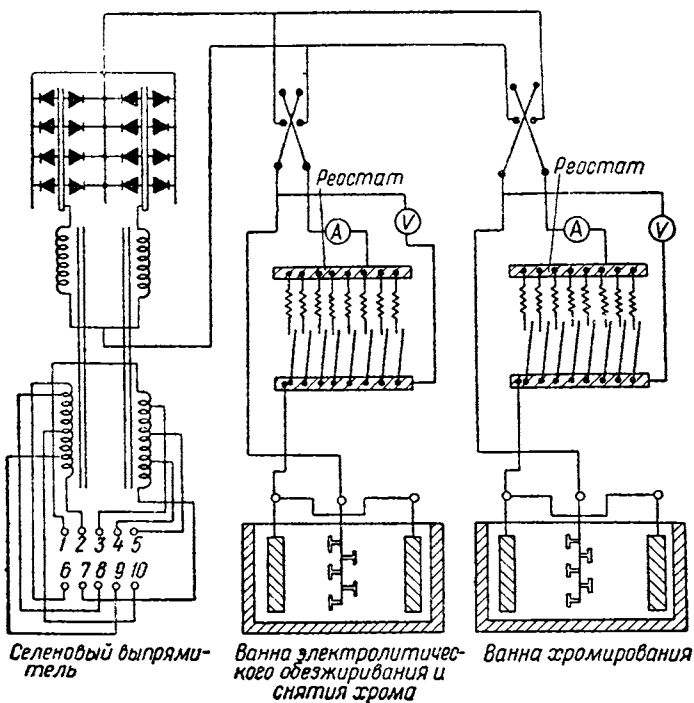 Реостат
Реостат
A
V
A
V
1 2 3 4 5
6 7 8 9 10
Селеновый выпрями-
тель
Ванна электролитичес-
кого обезжиривания и
снятия хрома
Ванна хромирования